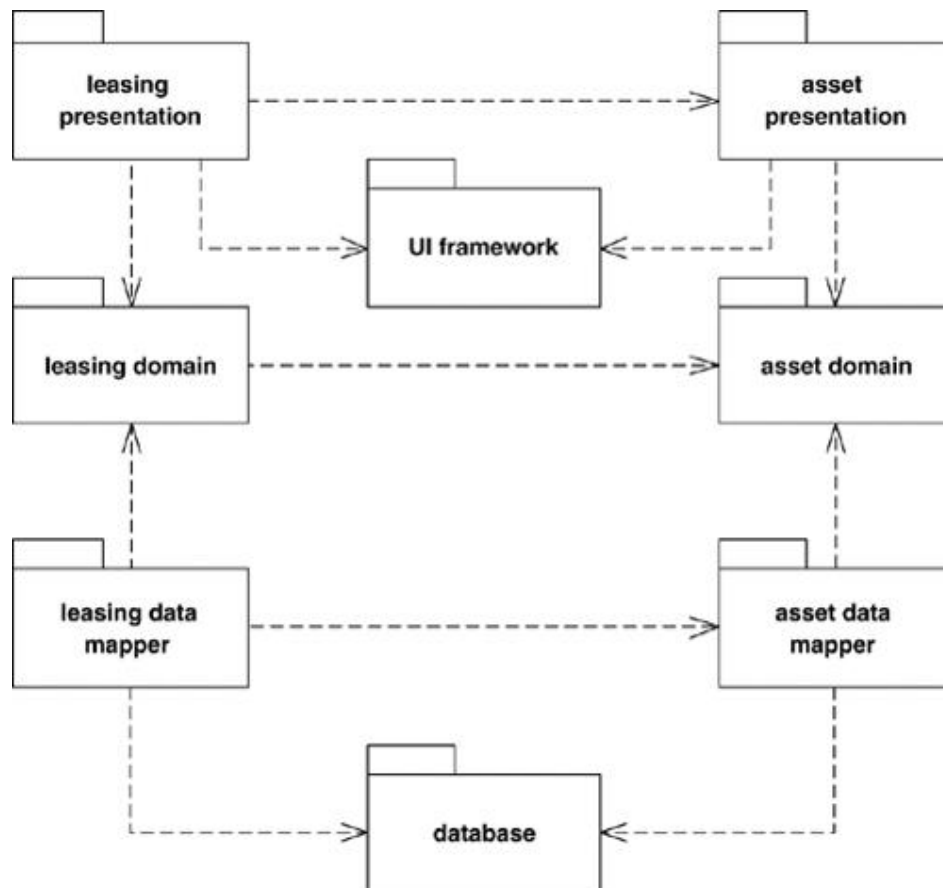 leasing
presentation
asset
presentation
UI framework
leasing domain
asset domain
leasing data
mapper
asset data
mapper
database